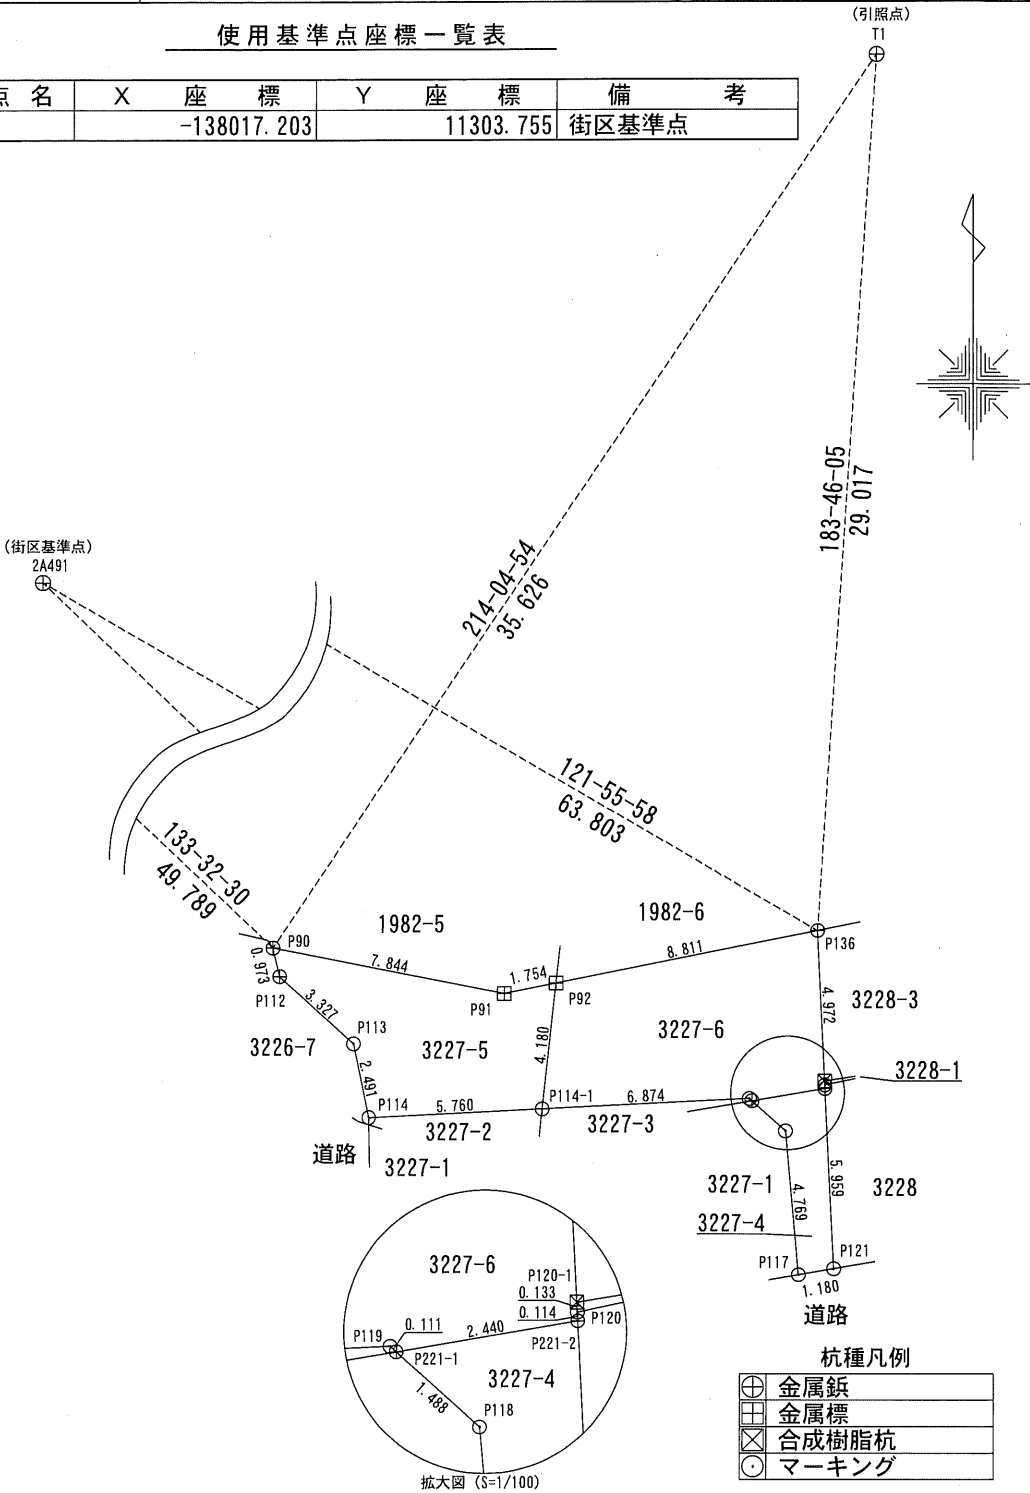 (引照点)
T1
使用基準点座標一覧表
点 名 X 座 標 Y 座 標 備 考
-138017.203 11303.755 街区基準点
183-46-05
29.017
(街区基準点)
2A491
214-04-54
35.626
121-55-58
63.803
133-32-30
49.789
1982-5
1982-6
P90
P136
7.844
8.811
1.754
0.973
P112
P91
P92
4.972
3228-3
3.327
P113
3226-7
3227-5
4.180
3227-6
2.491
3228-1
P114
5.760
P114-1
6.874
3227-2
3227-3
道路
3227-1
3227-1
4.769
5.959
3228
3227-4
P117
P121
1.180
道路
3227-6
P120-1
0.133
0.114
P120
P119
0.111
2.440
P221-2
P221-1
3227-4
1.488
P118
拡大図 (S=1/100)
杭種凡例
金属鋲
金属標
合成樹脂杭
マーキング